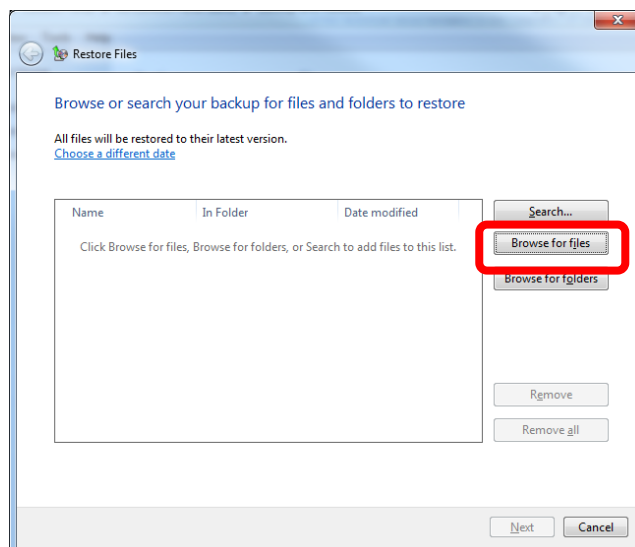 Restore Files
Browse or search your backup for files and folders to restore
All files will be restored to their latest version.
Choose a different date
Name In Folder Date modified
Click Browse for files, Browse for folders, or Search to add files to this list.
Search...
Browse for files
Browse for folders
Remove
Remove all
Next Cancel